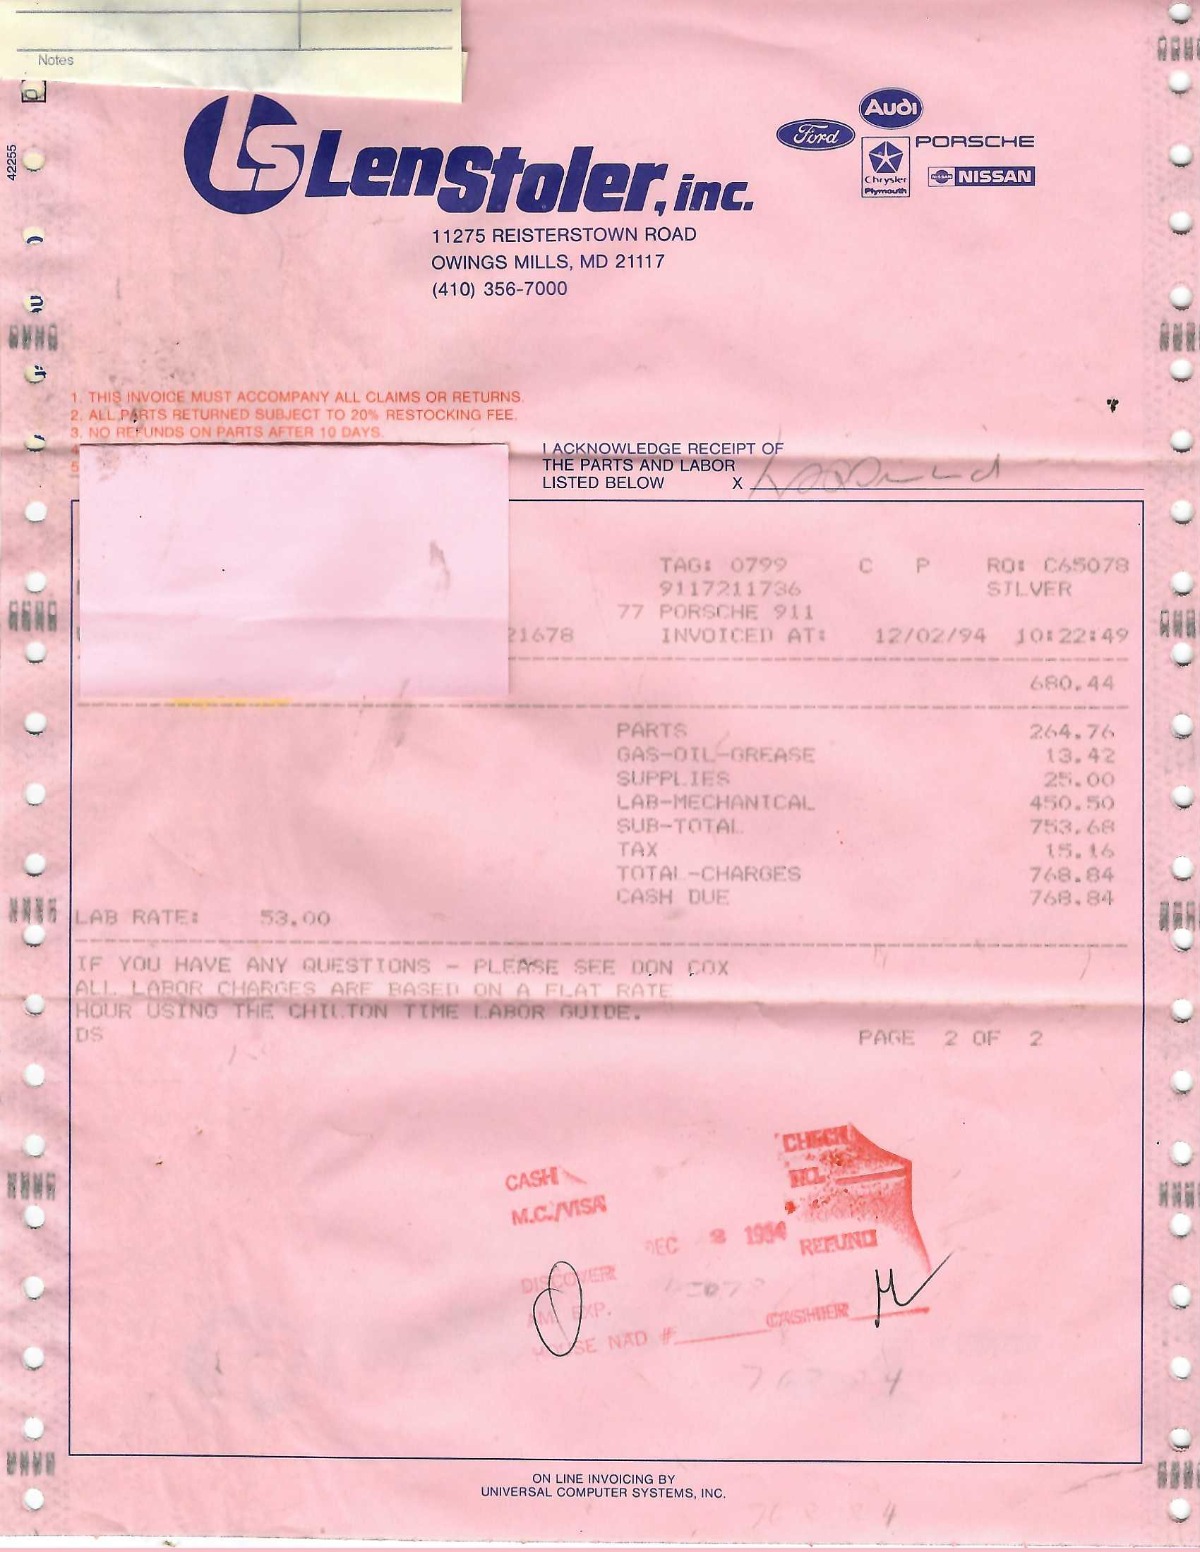 Notes
42255
LS LenStoler, inc.
Ford
Audi
PORSCHE
Chrysler
Plymouth
NISSAN
11275 REISTERSTOWN ROAD
OWINGS MILLS, MD 21117
(410) 356-7000
1. THIS INVOICE MUST ACCOMPANY ALL CLAIMS OR RETURNS.
2. ALL PARTS RETURNED SUBJECT TO 20% RESTOCKING FEE.
3. NO REFUNDS ON PARTS AFTER 10 DAYS.
I ACKNOWLEDGE RECEIPT OF
THE PARTS AND LABOR
LISTED BELOW X
TAG: 0799 C P RO: C65078
9117211736 SILVER
77 PORSCHE 911
21678 INVOICED AT: 12/02/94 10:22:49
680.44
PARTS 264.76
GAS-OIL-GREASE 13.42
SUPPLIES 25.00
LAB-MECHANICAL 450.50
SUB-TOTAL 753.68
TAX 15.16
TOTAL-CHARGES 768.84
CASH DUE 768.84
LAB RATE: 53.00
IF YOU HAVE ANY QUESTIONS - PLEASE SEE DON COX
ALL LABOR CHARGES ARE BASED ON A FLAT RATE
HOUR USING THE CHILTON TIME LABOR GUIDE.
DS PAGE 2 OF 2
CHECK
NO.
CASH
M.C./VISA
DEC 1994 REFUND
DISCOVER
AM. EXP. CASHIER
NAD #
ON LINE INVOICING BY
UNIVERSAL COMPUTER SYSTEMS, INC.